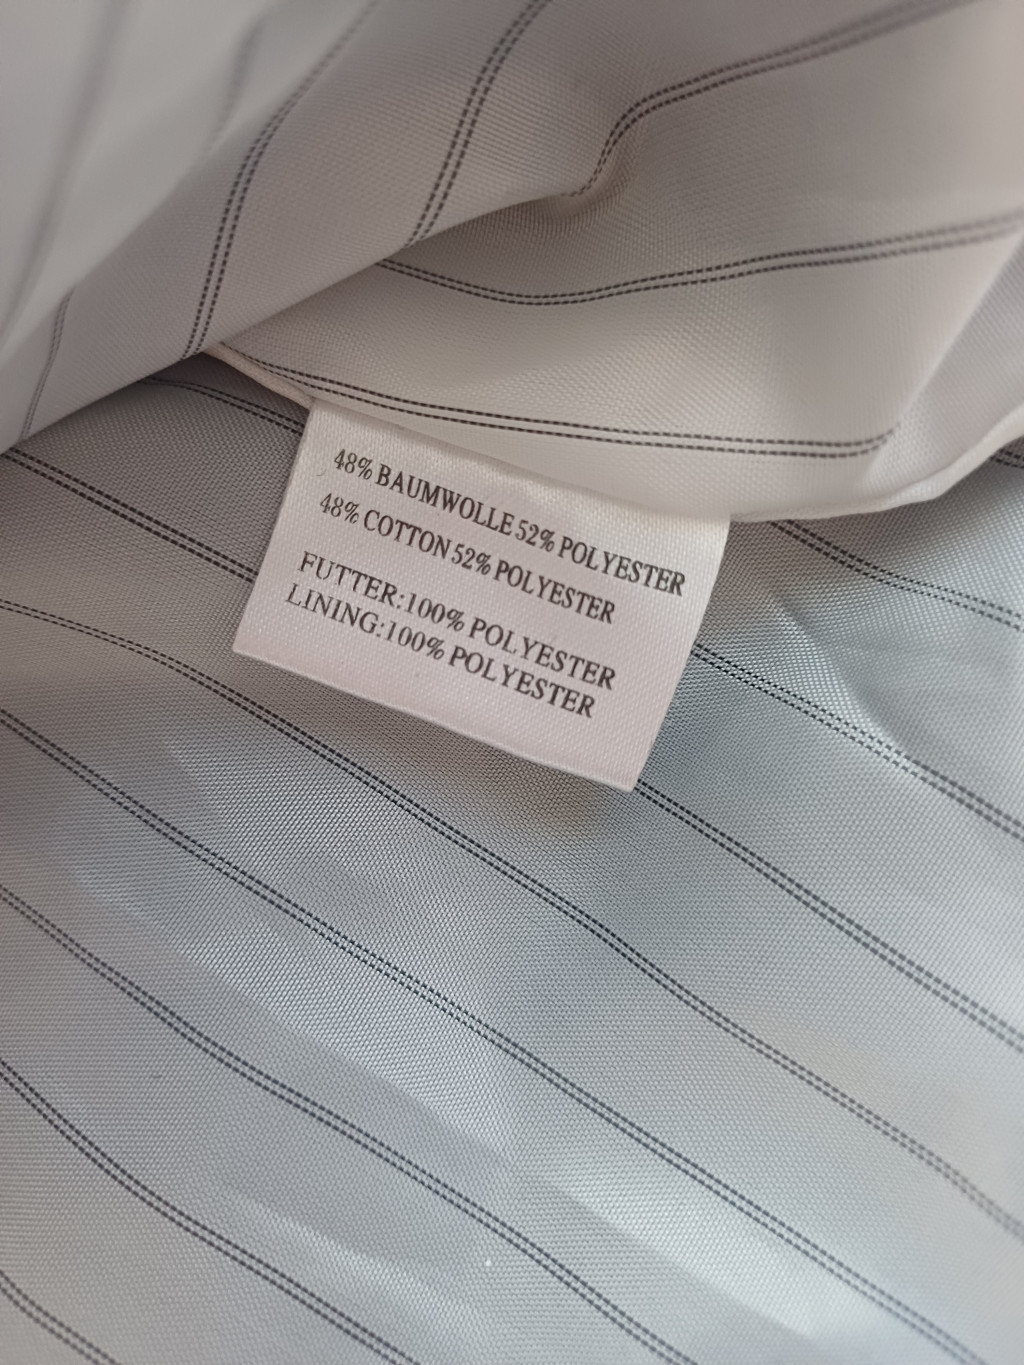 48% BAUMWOLLE 52% POLYESTER
48% COTTON 52% POLYESTER
FUTTER:100% POLYESTER
LINING:100% POLYESTER